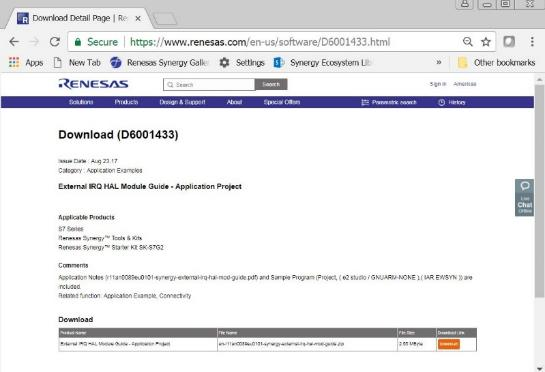 Download Detail Page | Re
Secure | https://www.renesas.com/en-us/software/D6001433.html
Apps New Tab Renesas Synergy Galle Settings Synergy Ecosystem Lib » Other bookmarks
RENESAS Search Search Sign in Americas
Solutions Products Design & Support About Special Offers Parametric search History
Download (D6001433)
Issue Date : Aug 23.17
Category : Application Examples
External IRQ HAL Module Guide - Application Project
Live
Chat
Offline
Applicable Products
S7 Series
Renesas Synergy™ Tools & Kits
Renesas Synergy™ Starter Kit SK-S7G2
Comments
Application Notes (r11an0089eu0101-synergy-external-irq-hal-mod-guide.pdf) and Sample Program (Project, ( e2 studio / GNUARM-NONE ),( IAR EWSYN )) are
included.
Related function: Application Example, Connectivity
Download
Product Name File Name File Size Download Link
External IRQ HAL Module Guide - Application Project en-r11an0089eu0101-synergy-external-irq-hal-mod-guide.zip Download